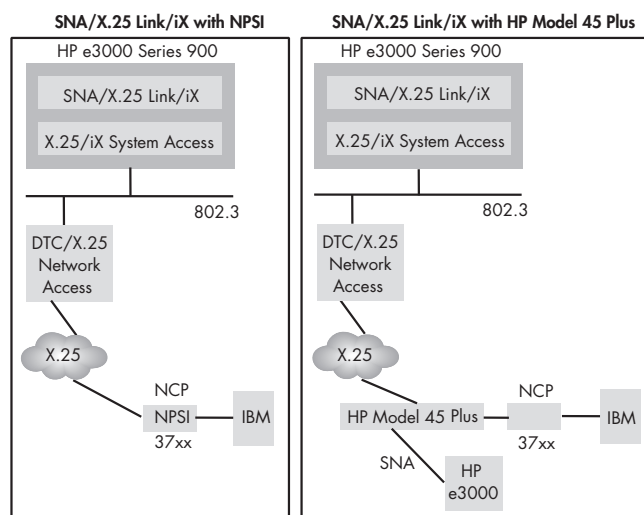 SNA/X.25 Link/iX with NPSI
HP e3000 Series 900
SNA/X.25 Link/iX
X.25/iX System Access
802.3
DTC/X.25
Network
Access
X.25
NCP
NPSI
IBM
37xx
SNA/X.25 Link/iX with HP Model 45 Plus
HP e3000 Series 900
SNA/X.25 Link/iX
X.25/iX System Access
802.3
DTC/X.25
Network
Access
X.25
NCP
HP Model 45 Plus
IBM
37xx
SNA
HP
e3000